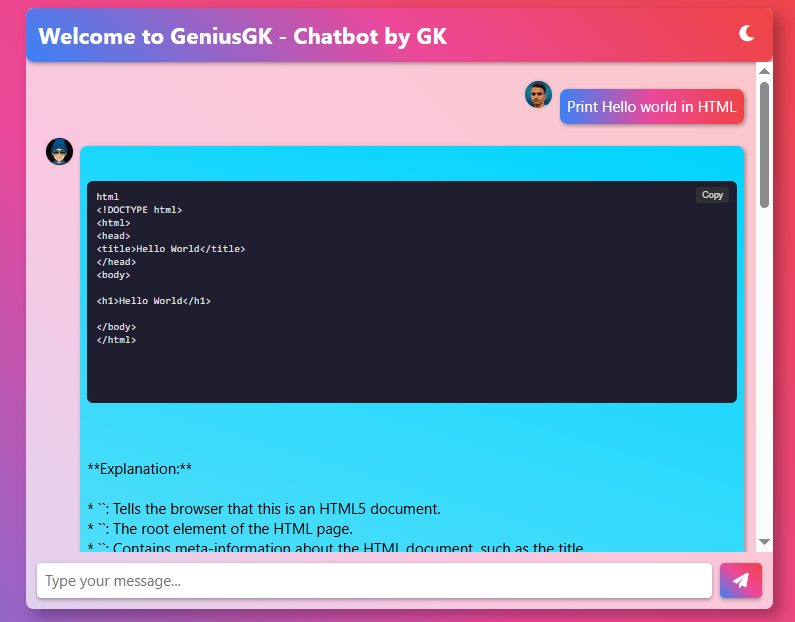 Welcome to GeniusGK - Chatbot by GK
Print Hello world in HTML
Copy
html
<!DOCTYPE html>
<html>
<head>
<title>Hello World</title>
</head>
<body>
<h1>Hello World</h1>
</body>
</html>
**Explanation:**
* ``: Tells the browser that this is an HTML5 document.
* ``: The root element of the HTML page.
* ``: Contains meta-information about the HTML document, such as the title
Type your message...